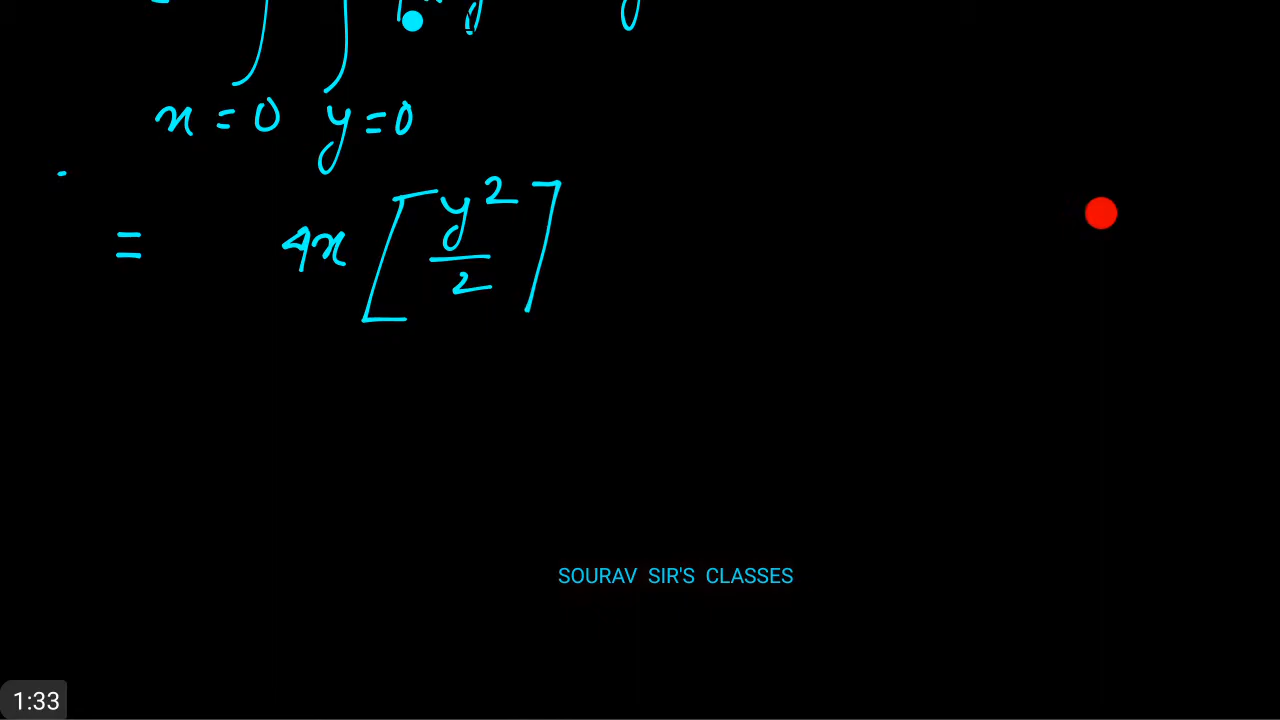 x = 0 y = 0
= 4x [ y² / 2 ]
SOURAV SIR'S CLASSES
1:33